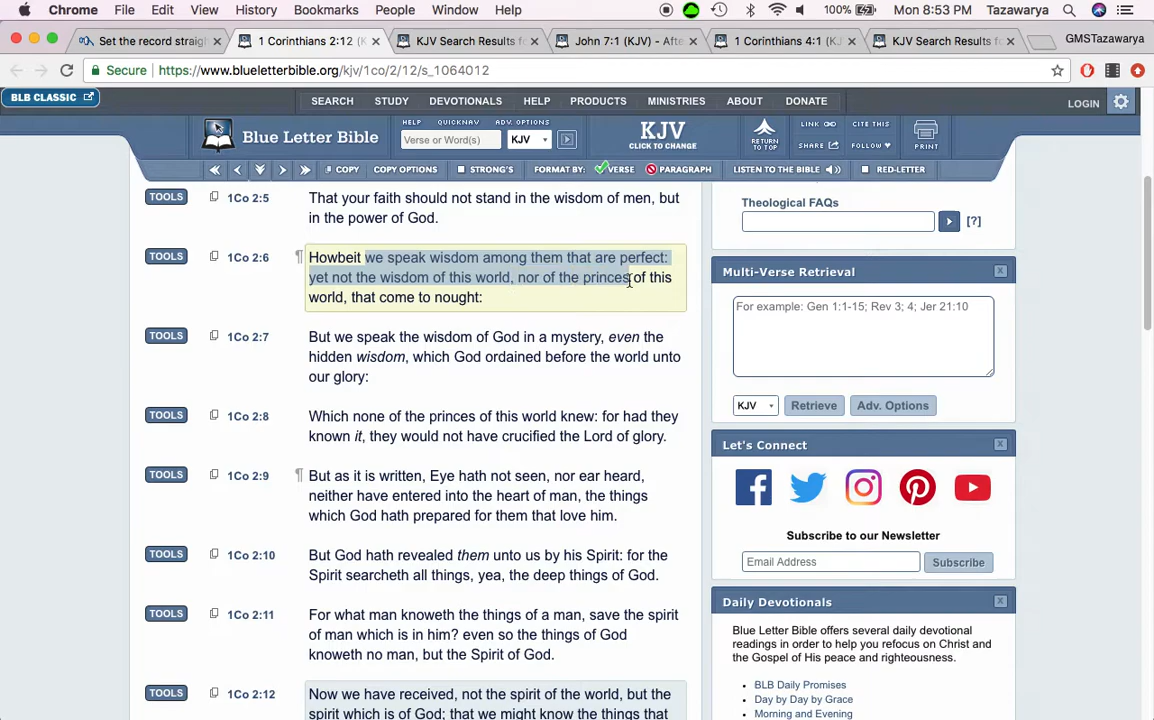 Chrome File Edit View History Bookmarks People Window Help 100% Mon 8:53 PM Tazawarya
Set the record straigh 1 Corinthians 2:12 (K KJV Search Results fo John 7:1 (KJV) - Afte 1 Corinthians 4:1 (KJ KJV Search Results fo GMSTazawarya
Secure https://www.blueletterbible.org/kjv/1co/2/12/s_1064012
BLB CLASSIC SEARCH STUDY DEVOTIONALS HELP PRODUCTS MINISTRIES ABOUT DONATE LOGIN
HELP QUICKNAV ADV. OPTIONS
Blue Letter Bible Verse or Word(s) KJV
KJV
CLICK TO CHANGE
RETURN TO TOP
LINK CITE THIS
SHARE FOLLOW
PRINT
COPY COPY OPTIONS STRONG'S FORMAT BY: VERSE PARAGRAPH LISTEN TO THE BIBLE RED-LETTER
TOOLS 1Co 2:5 That your faith should not stand in the wisdom of men, but
in the power of God.
TOOLS 1Co 2:6 ¶ Howbeit we speak wisdom among them that are perfect:
yet not the wisdom of this world, nor of the princes of this
world, that come to nought:
TOOLS 1Co 2:7 But we speak the wisdom of God in a mystery, even the
hidden wisdom, which God ordained before the world unto
our glory:
TOOLS 1Co 2:8 Which none of the princes of this world knew: for had they
known it, they would not have crucified the Lord of glory.
TOOLS 1Co 2:9 ¶ But as it is written, Eye hath not seen, nor ear heard,
neither have entered into the heart of man, the things
which God hath prepared for them that love him.
TOOLS 1Co 2:10 But God hath revealed them unto us by his Spirit: for the
Spirit searcheth all things, yea, the deep things of God.
TOOLS 1Co 2:11 For what man knoweth the things of a man, save the spirit
of man which is in him? even so the things of God
knoweth no man, but the Spirit of God.
TOOLS 1Co 2:12 Now we have received, not the spirit of the world, but the
spirit which is of God; that we might know the things that
Theological FAQs
[?]
Multi-Verse Retrieval X
For example: Gen 1:1-15; Rev 3; 4; Jer 21:10
KJV Retrieve Adv. Options
Let's Connect X
Subscribe to our Newsletter
Email Address Subscribe
Daily Devotionals X
Blue Letter Bible offers several daily devotional
readings in order to help you refocus on Christ and
the Gospel of His peace and righteousness.
• BLB Daily Promises
• Day by Day by Grace
• Morning and Evening